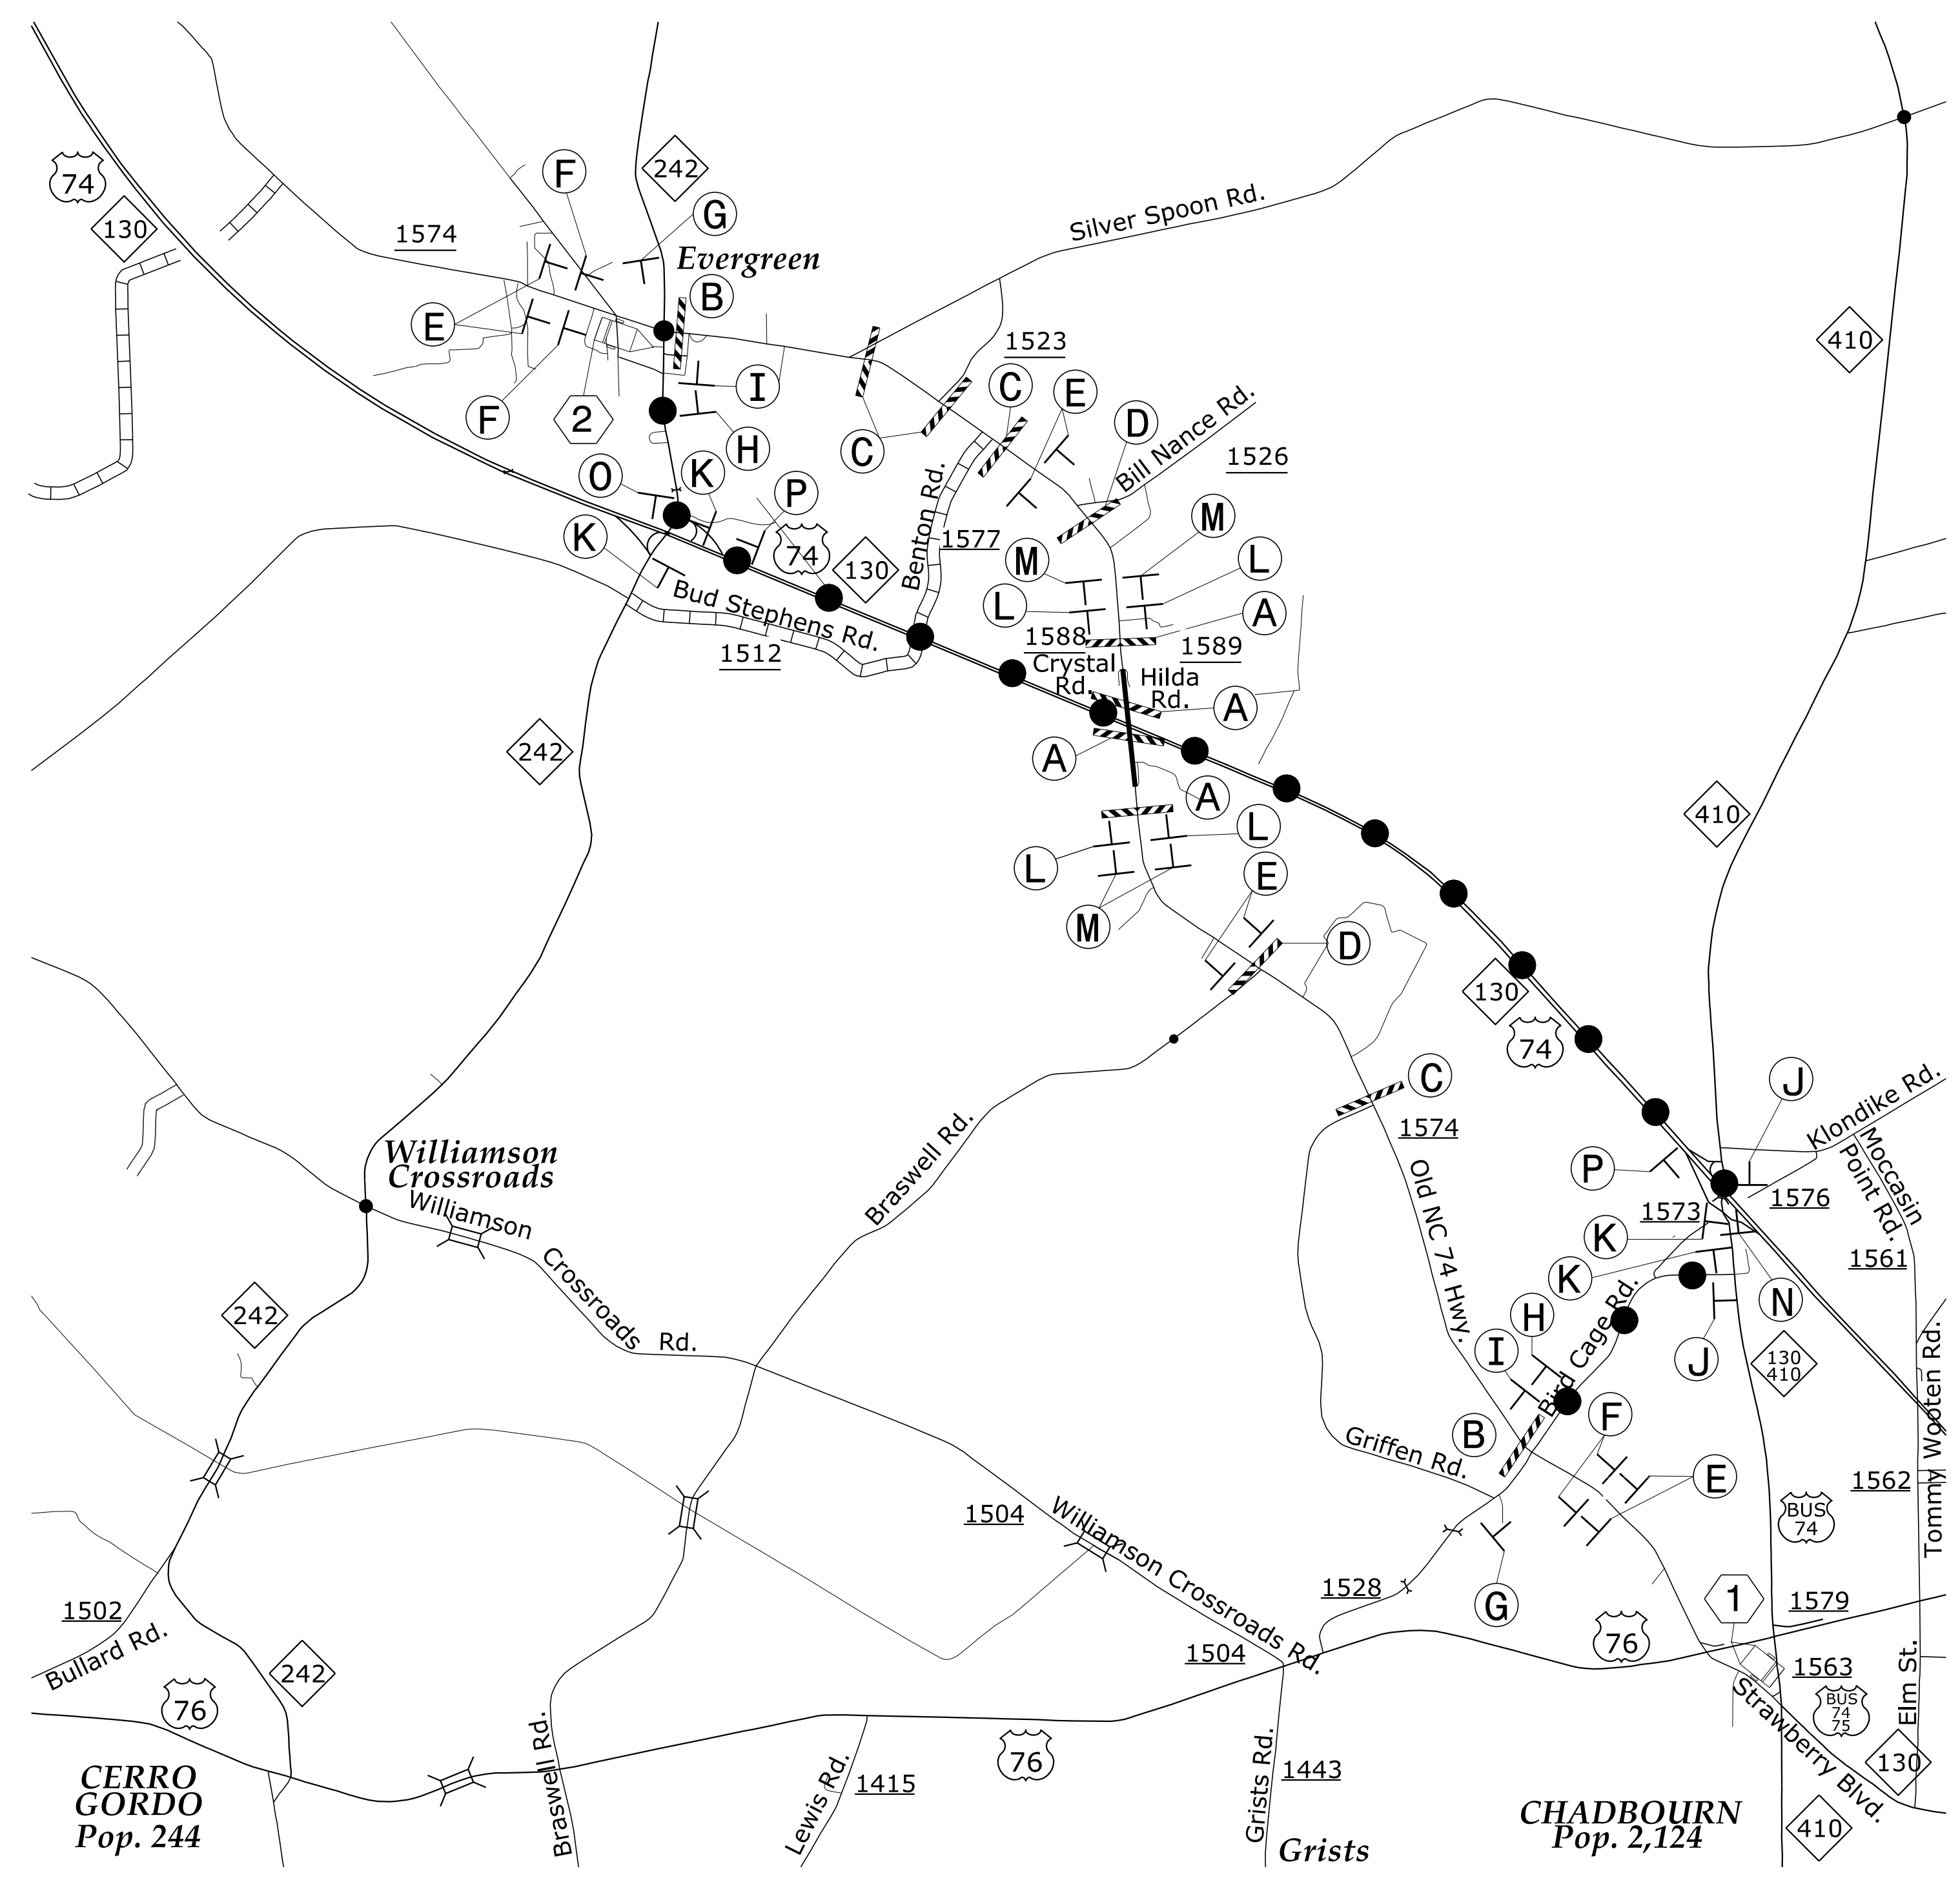 242
F
74
G
130
1574
Evergreen
B
E
Silver Spoon Rd.
410
1523
I
C
E
F
2
D
H
C
Bill Nance Rd.
1526
O
K
P
M
K
74
130
Benton Rd.
1577
M
L
L
A
Bud Stephens Rd.
1512
1588
1589
Crystal
Rd.
Hilda
Rd.
A
242
A
A
410
L
L
E
M
D
130
74
C
J
1574
Klondike Rd.
Williamson
Crossroads
Williamson
Crossroads
Rd.
Braswell Rd.
Old NC 74 Hwy.
P
Moccasin
Point Rd.
1576
1573
K
1561
K
N
242
H
Bird Cage Rd.
I
J
130
410
Tommy Wooten Rd.
F
B
Griffen Rd.
E
1562
BUS
74
1504
Williamson Crossroads Rd.
1528
G
1
1579
1502
Bullard Rd.
76
1504
242
76
1563
BUS
74
75
Elm St.
Strawberry Blvd.
130
Braswell Rd.
76
Lewis Rd.
1415
Grists Rd.
1443
CERRO
GORDO
Pop. 244
CHADBOURN
Pop. 2,124
410
Grists